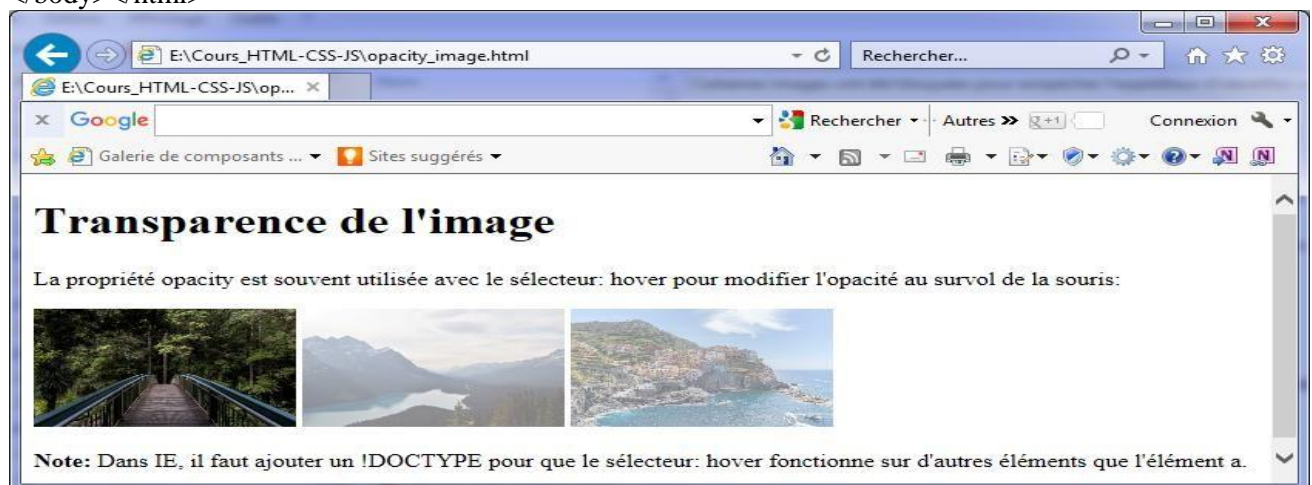 </body></html>
E:\Cours_HTML-CSS-JS\opacity_image.html
Rechercher...
E:\Cours_HTML-CSS-JS\op...
x Google
Rechercher
Autres »
g+1
Connexion
Galerie de composants ...
Sites suggérés
Transparence de l'image
La propriété opacity est souvent utilisée avec le sélecteur: hover pour modifier l'opacité au survol de la souris:
Note: Dans IE, il faut ajouter un !DOCTYPE pour que le sélecteur: hover fonctionne sur d'autres éléments que l'élément a.